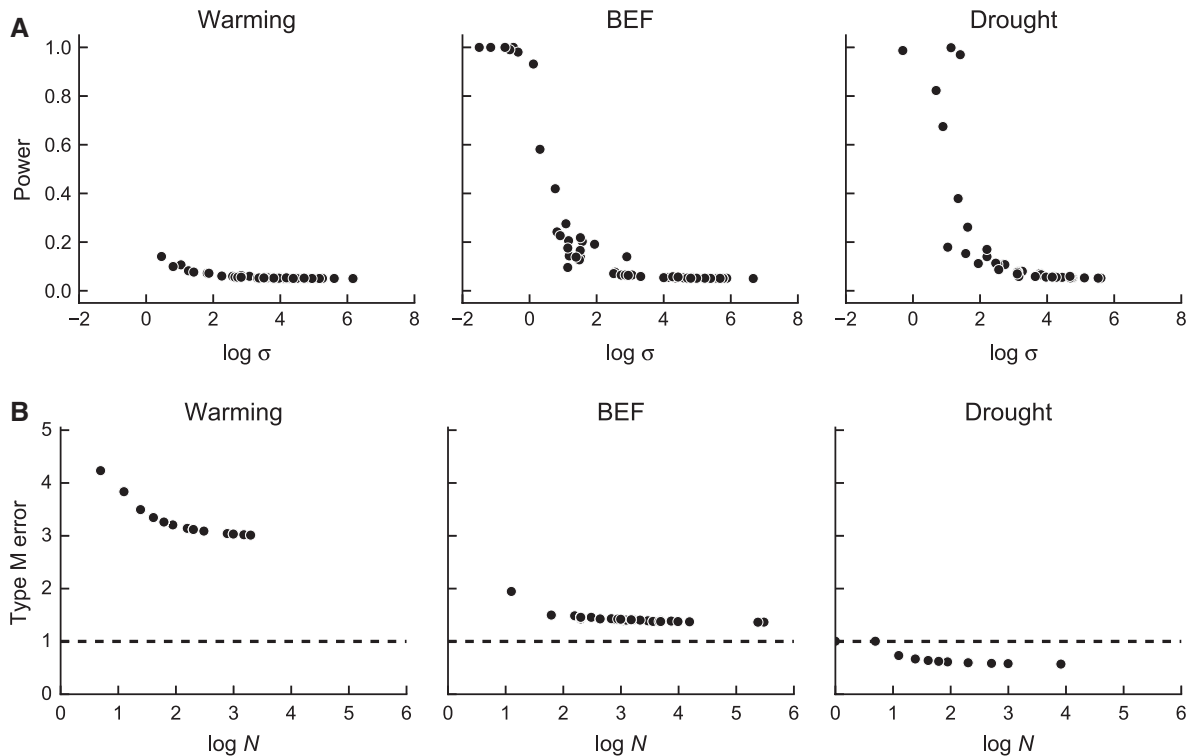 A
Warming BEF Drought
Power
1.0
0.8
0.6
0.4
0.2
0.0
−2 0 2 4 6 8 −2 0 2 4 6 8 −2 0 2 4 6 8
log σ log σ log σ
B
Warming BEF Drought
Type M error
5
4
3
2
1
0
0 1 2 3 4 5 6 0 1 2 3 4 5 6 0 1 2 3 4 5 6
log N log N log N